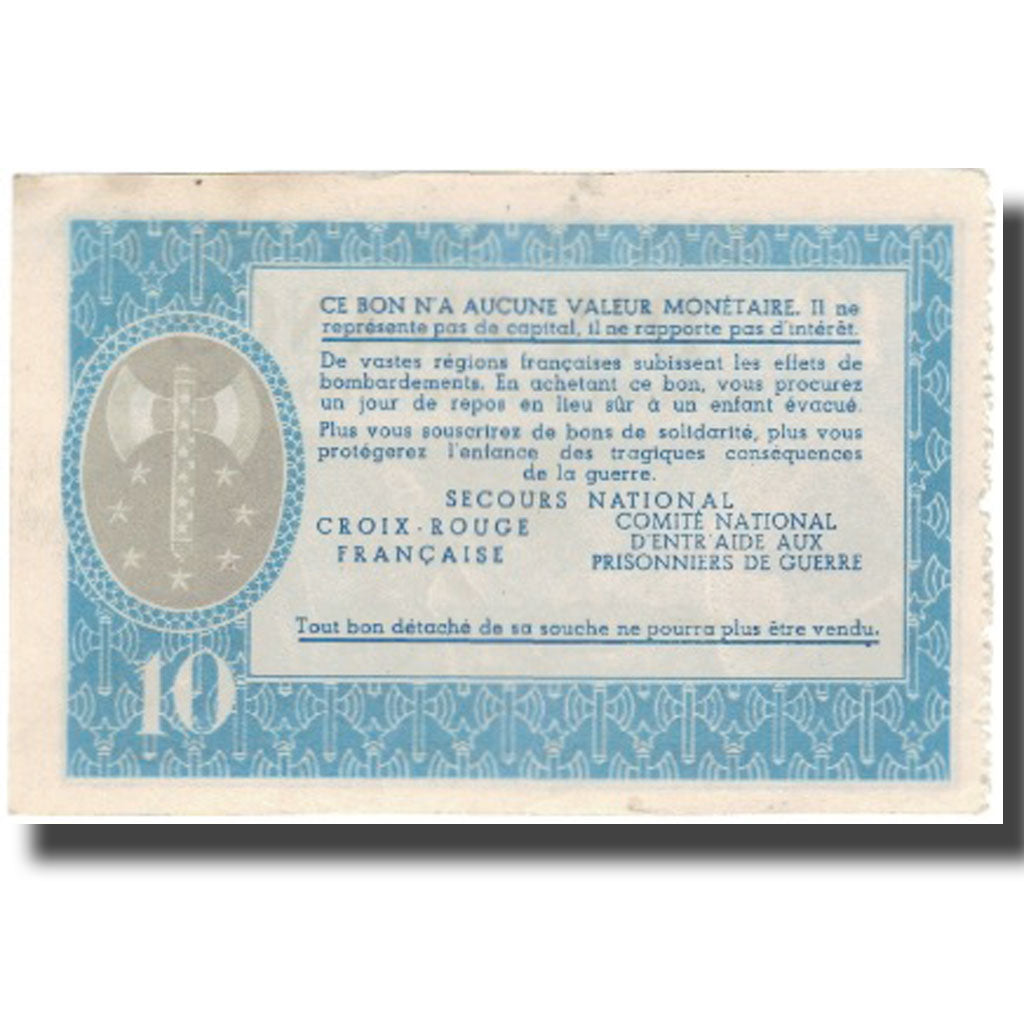 CE BON N'A AUCUNE VALEUR MONÉTAIRE. Il ne
représente pas de capital, il ne rapporte pas d'intérêt.
De vastes régions françaises subissent les effets de
bombardements. En achetant ce bon, vous procurez
un jour de repos en lieu sûr à un enfant évacué.
Plus vous souscrirez de bons de solidarité, plus vous
protégerez l'enfance des tragiques conséquences
de la guerre.
SECOURS NATIONAL
CROIX-ROUGE
FRANÇAISE
COMITÉ NATIONAL
D'ENTR'AIDE AUX
PRISONNIERS DE GUERRE
Tout bon détaché de sa souche ne pourra plus être vendu.
10